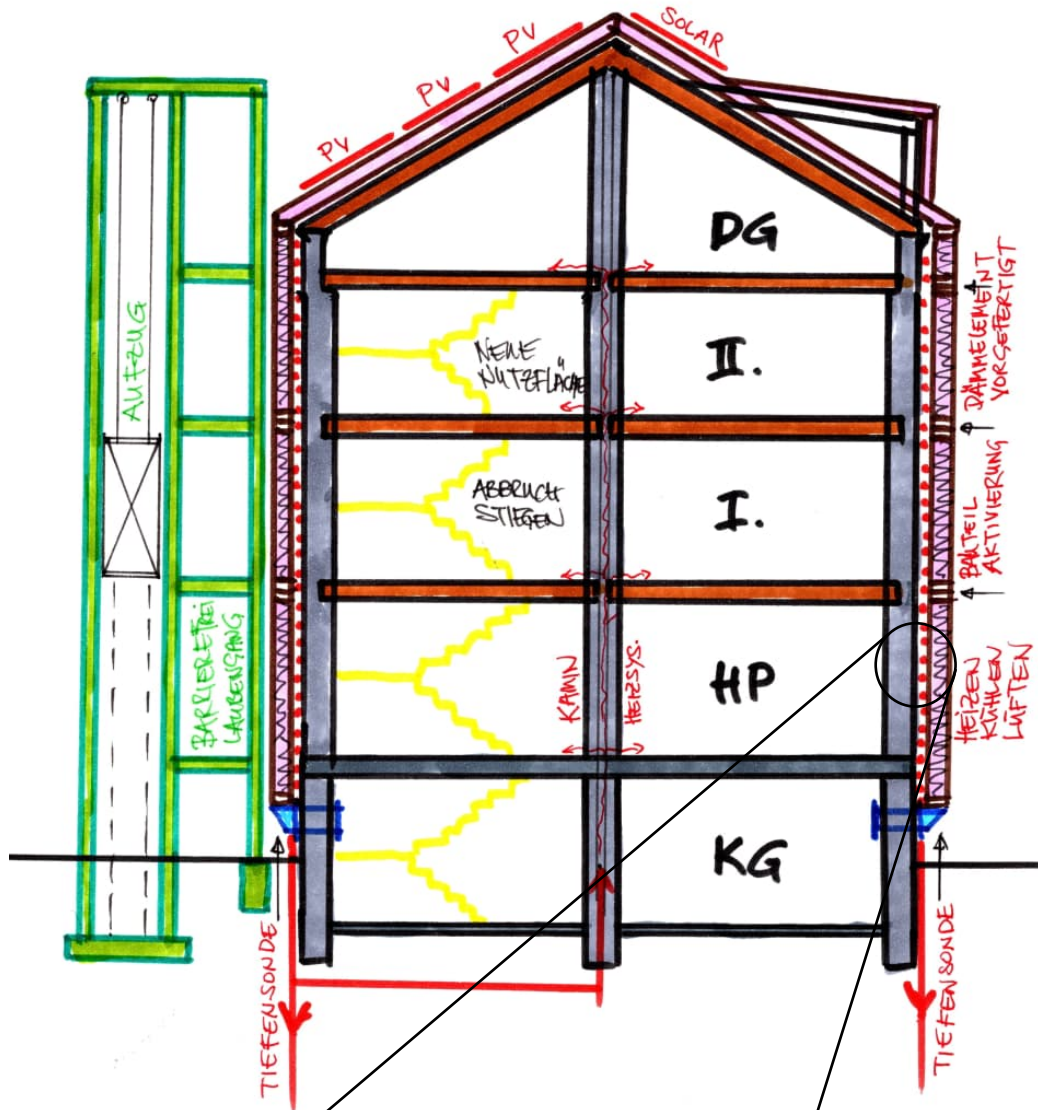 PV
PV
PV
SOLAR
AUFZUG
BARRIEREFREI
LAUBENGANG
DG
NEUE
NUTZFLÄCHE
II.
ABBRUCH
STIEGEN
I.
KAMIN
HEIZSYS.
HP
KG
DÄMMELEMENT
VORGEFERTIGT
BAUTEIL
AKTIVIERUNG
HEIZEN
KÜHLEN
LÜFTEN
TIEFENSONDE
TIEFENSONDE